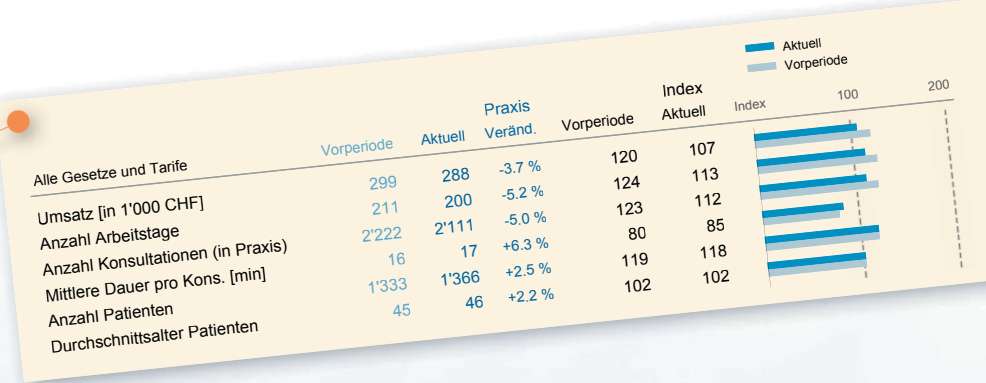 Aktuell
Vorperiode
Praxis Index
Alle Gesetze und Tarife Vorperiode Aktuell Veränd. Vorperiode Aktuell Index 100 200
Umsatz [in 1'000 CHF] 299 288 -3.7 % 120 107
Anzahl Arbeitstage 211 200 -5.2 % 124 113
Anzahl Konsultationen (in Praxis) 2'222 2'111 -5.0 % 123 112
Mittlere Dauer pro Kons. [min] 16 17 +6.3 % 80 85
Anzahl Patienten 1'333 1'366 +2.5 % 119 118
Durchschnittsalter Patienten 45 46 +2.2 % 102 102